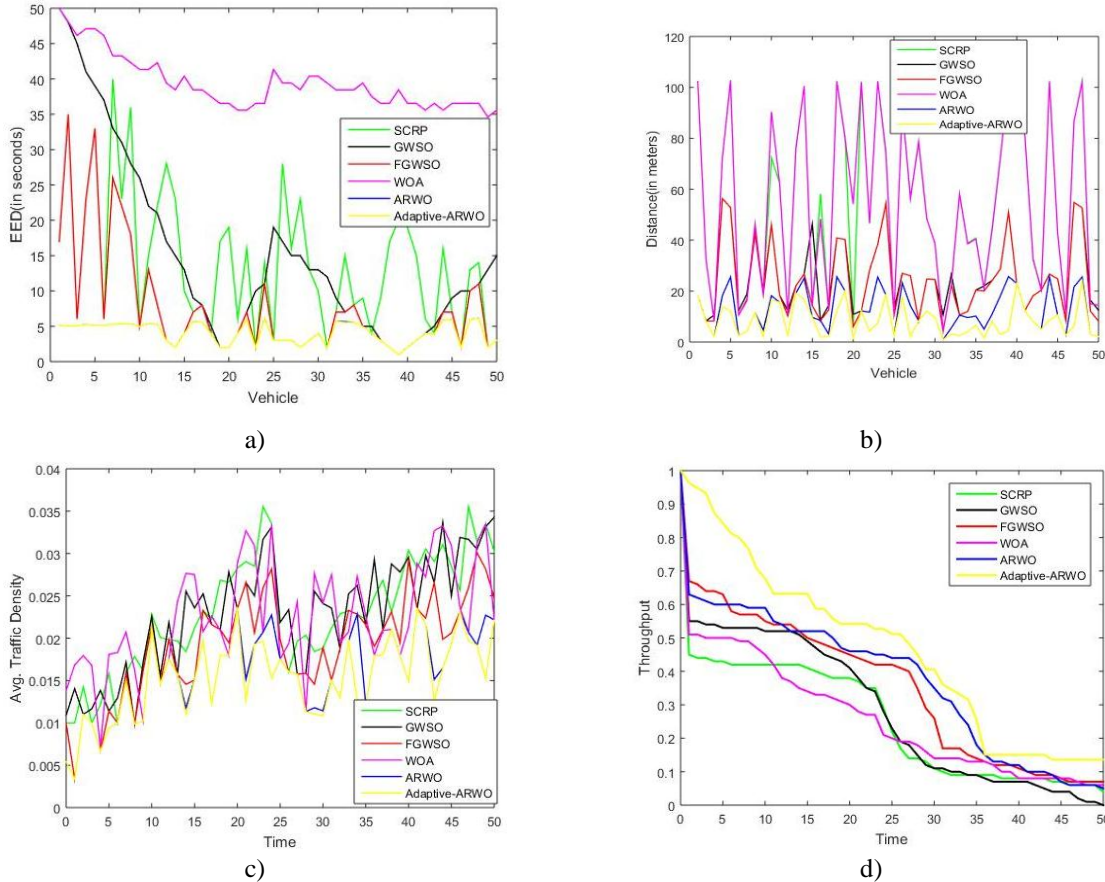 50
45
40
35
30
25
20
15
10
5
0
EED(in seconds)
0 5 10 15 20 25 30 35 40 45 50
Vehicle
SCRP
GWSO
FGWSO
WOA
ARWO
Adaptive-ARWO
a)
120
100
80
60
40
20
0
Distance(in meters)
0 5 10 15 20 25 30 35 40 45 50
Vehicle
SCRP
GWSO
FGWSO
WOA
ARWO
Adaptive-ARWO
b)
0.04
0.035
0.03
0.025
0.02
0.015
0.01
0.005
0
Avg. Traffic Density
0 5 10 15 20 25 30 35 40 45 50
Time
SCRP
GWSO
FGWSO
WOA
ARWO
Adaptive-ARWO
c)
1
0.9
0.8
0.7
0.6
0.5
0.4
0.3
0.2
0.1
0
Throughput
0 5 10 15 20 25 30 35 40 45 50
Time
SCRP
GWSO
FGWSO
WOA
ARWO
Adaptive-ARWO
d)